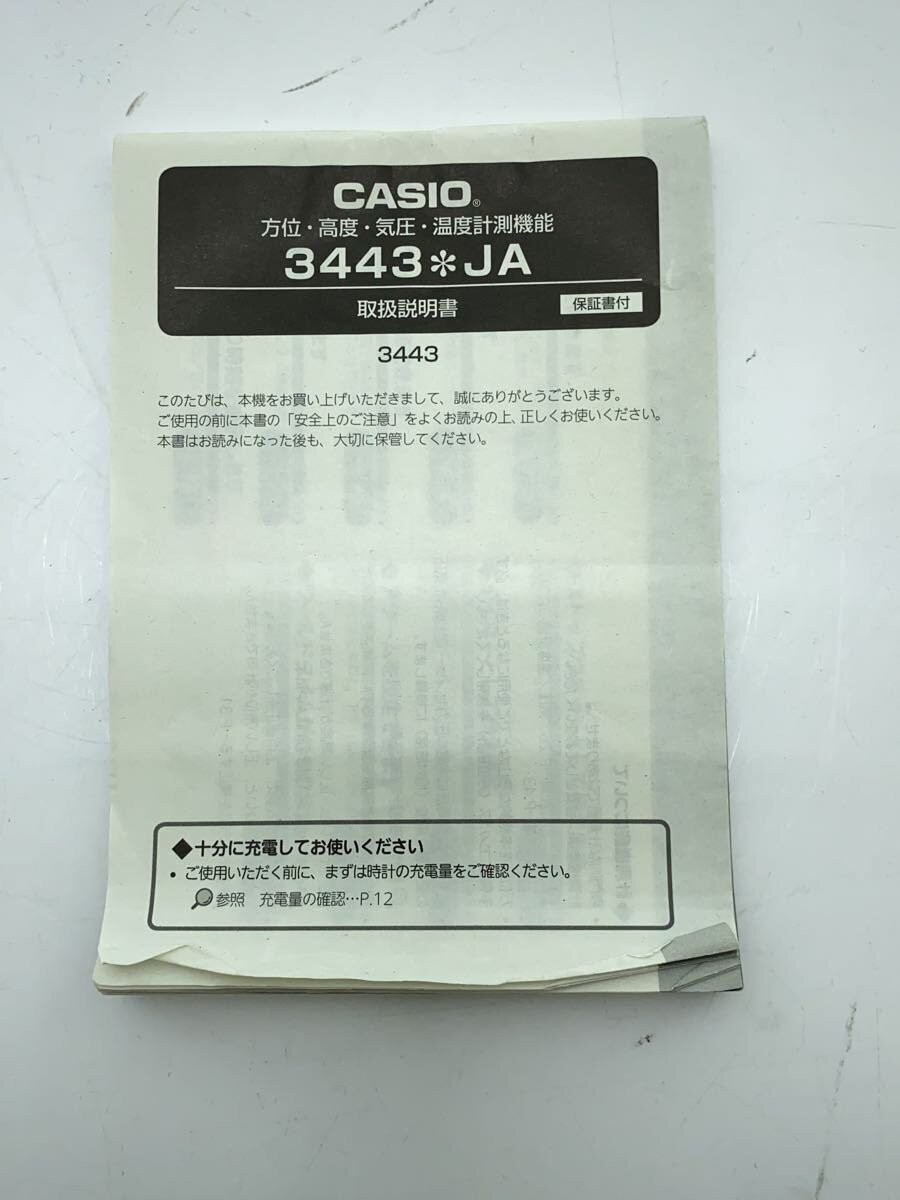 CASIO®
方位・高度・気圧・温度計測機能
3443*JA
取扱説明書
保証書付
3443
このたびは、本機をお買い上げいただきまして、誠にありがとうございます。
ご使用の前に本書の「安全上のご注意」をよくお読みの上、正しくお使いください。
本書はお読みになった後も、大切に保管してください。
◆十分に充電してお使いください
• ご使用いただく前に、まずは時計の充電量をご確認ください。
参照 充電量の確認…P.12